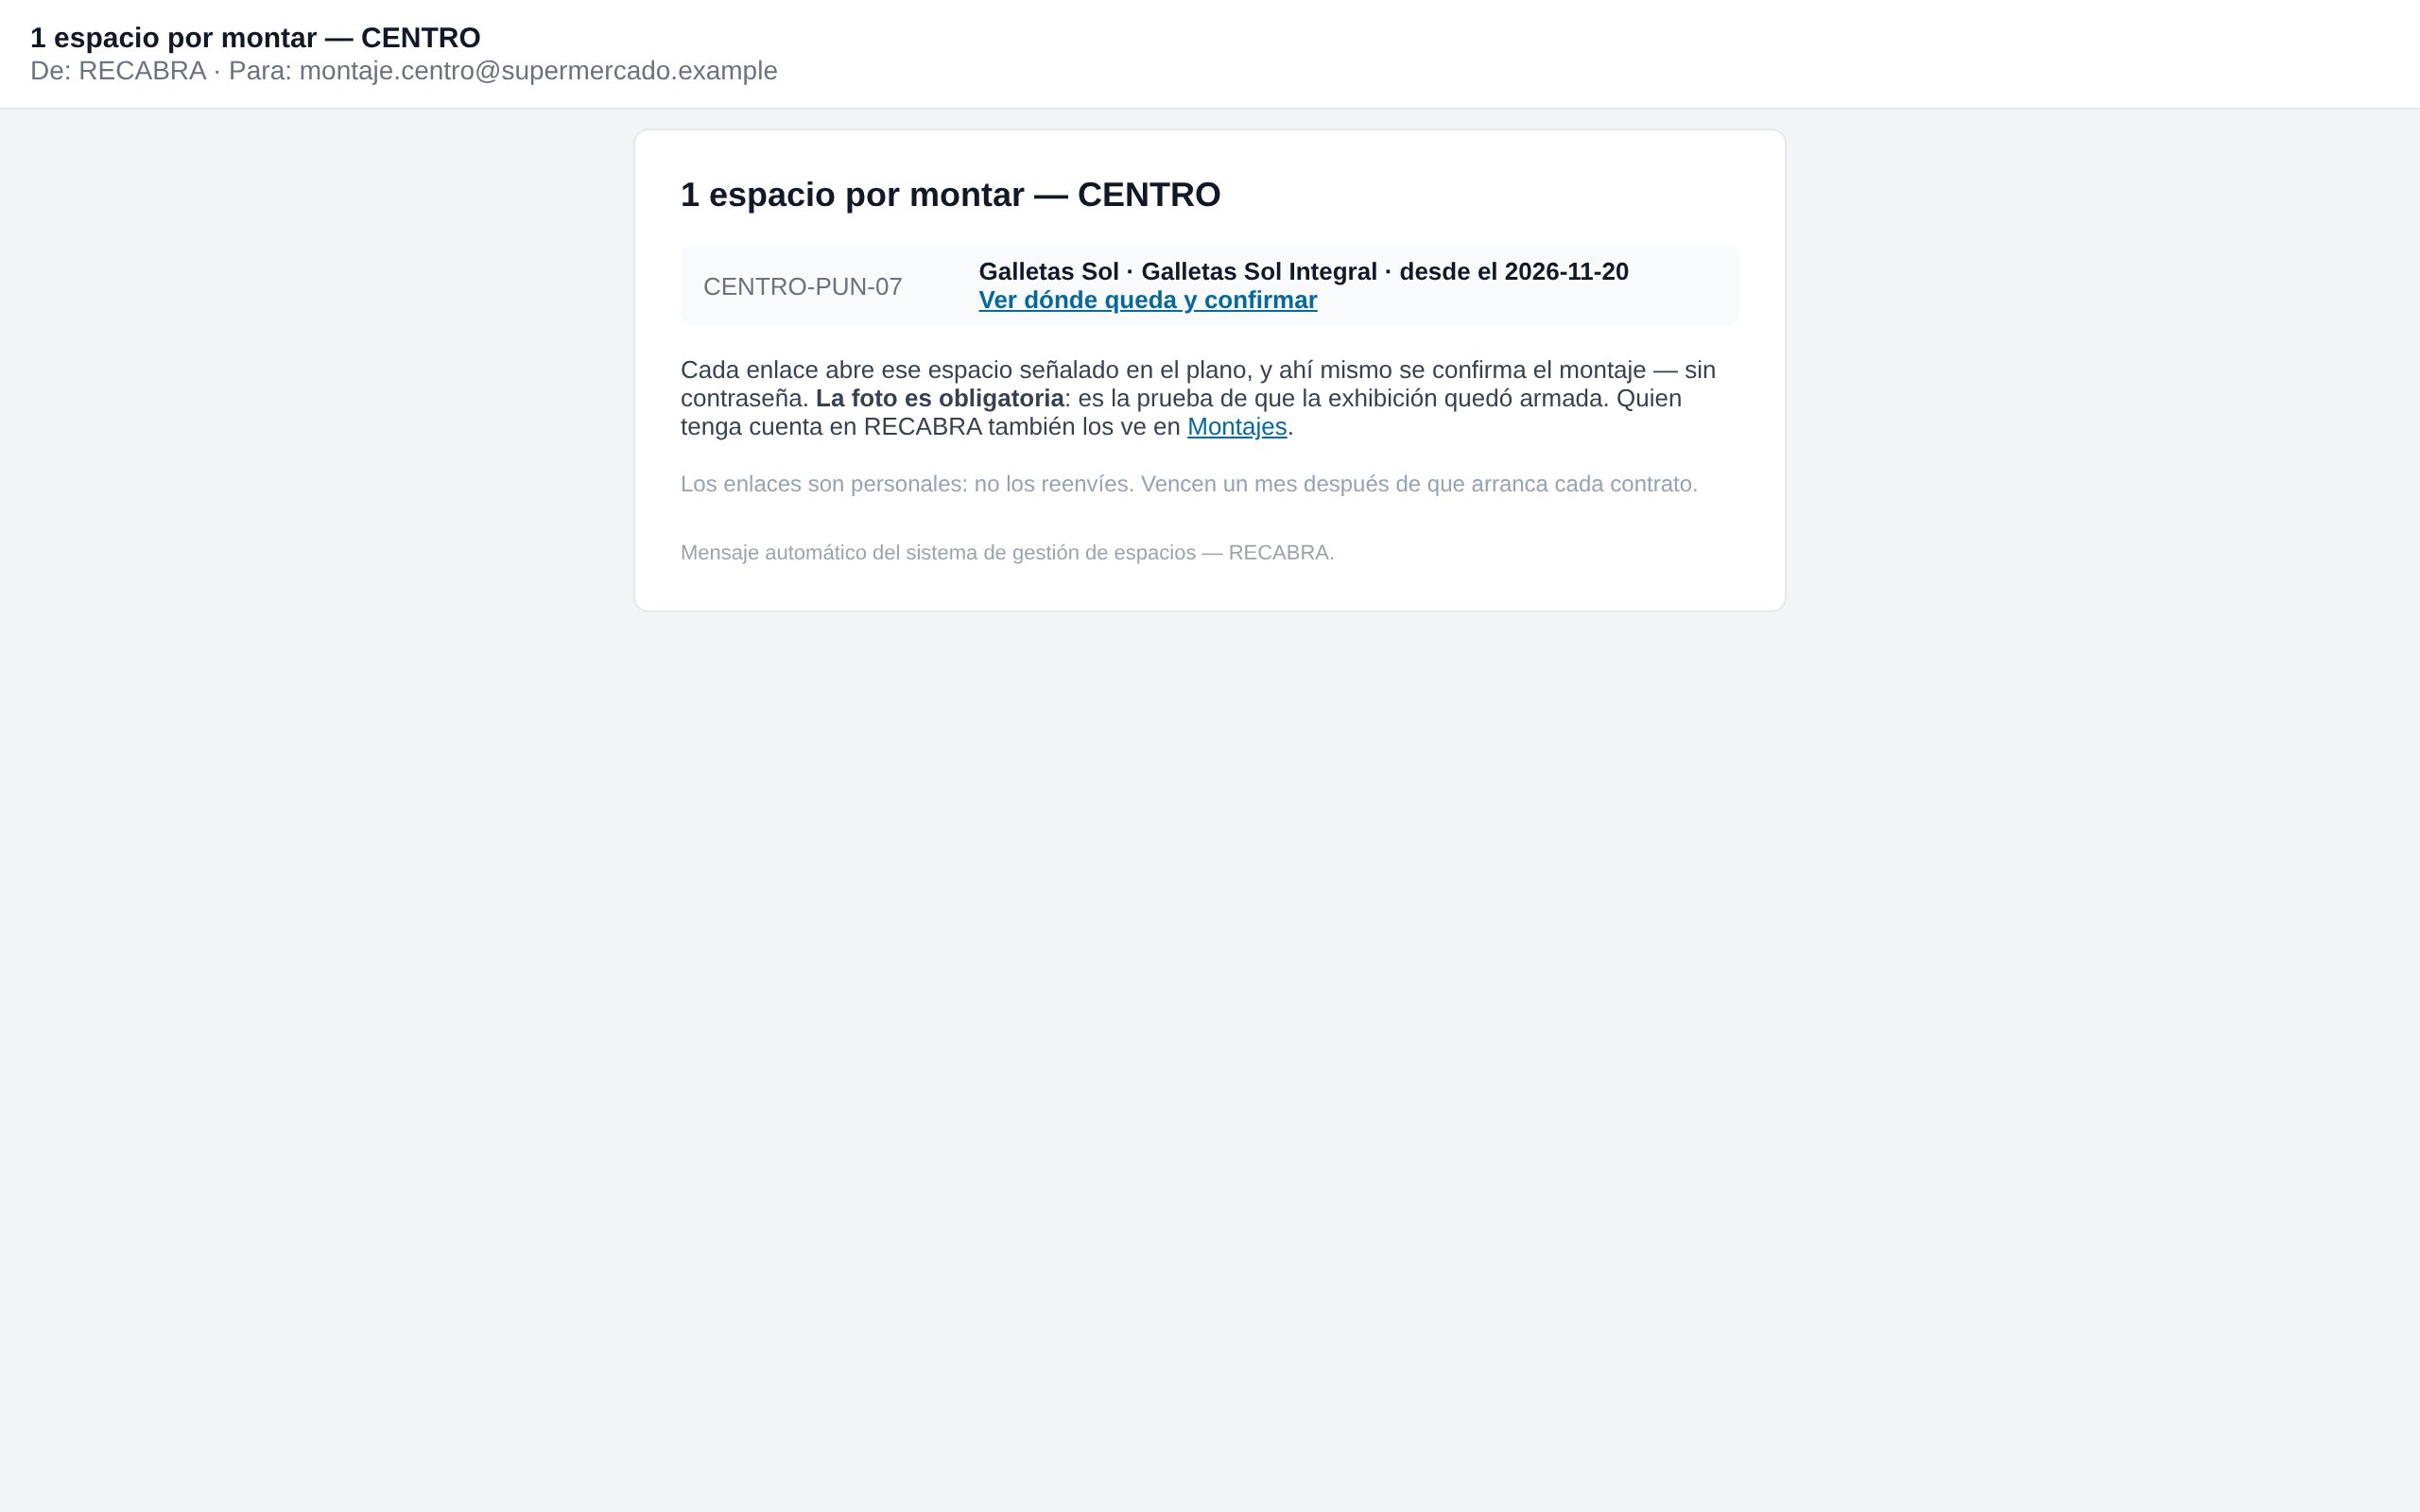 1 espacio por montar — CENTRO
De: RECABRA · Para: montaje.centro@supermercado.example
1 espacio por montar — CENTRO
CENTRO-PUN-07
Galletas Sol · Galletas Sol Integral · desde el 2026-11-20
Ver dónde queda y confirmar
Cada enlace abre ese espacio señalado en el plano, y ahí mismo se confirma el montaje — sin
contraseña. La foto es obligatoria: es la prueba de que la exhibición quedó armada. Quien
tenga cuenta en RECABRA también los ve en Montajes.
Los enlaces son personales: no los reenvíes. Vencen un mes después de que arranca cada contrato.
Mensaje automático del sistema de gestión de espacios — RECABRA.